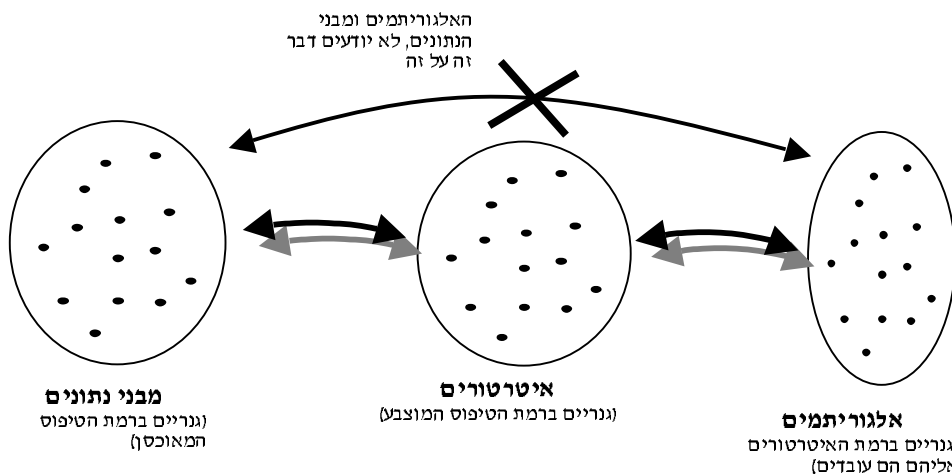 האלגוריתמים ומבני
הנתונים, לא יודעים דבר
זה על זה
מבני נתונים
(גנריים ברמת הטיפוס
המאוכסן)
איטרטורים
(גנריים ברמת הטיפוס המוצבע)
אלגוריתמים
גנריים ברמת האיטרטורים
אליהם הם עובדים)